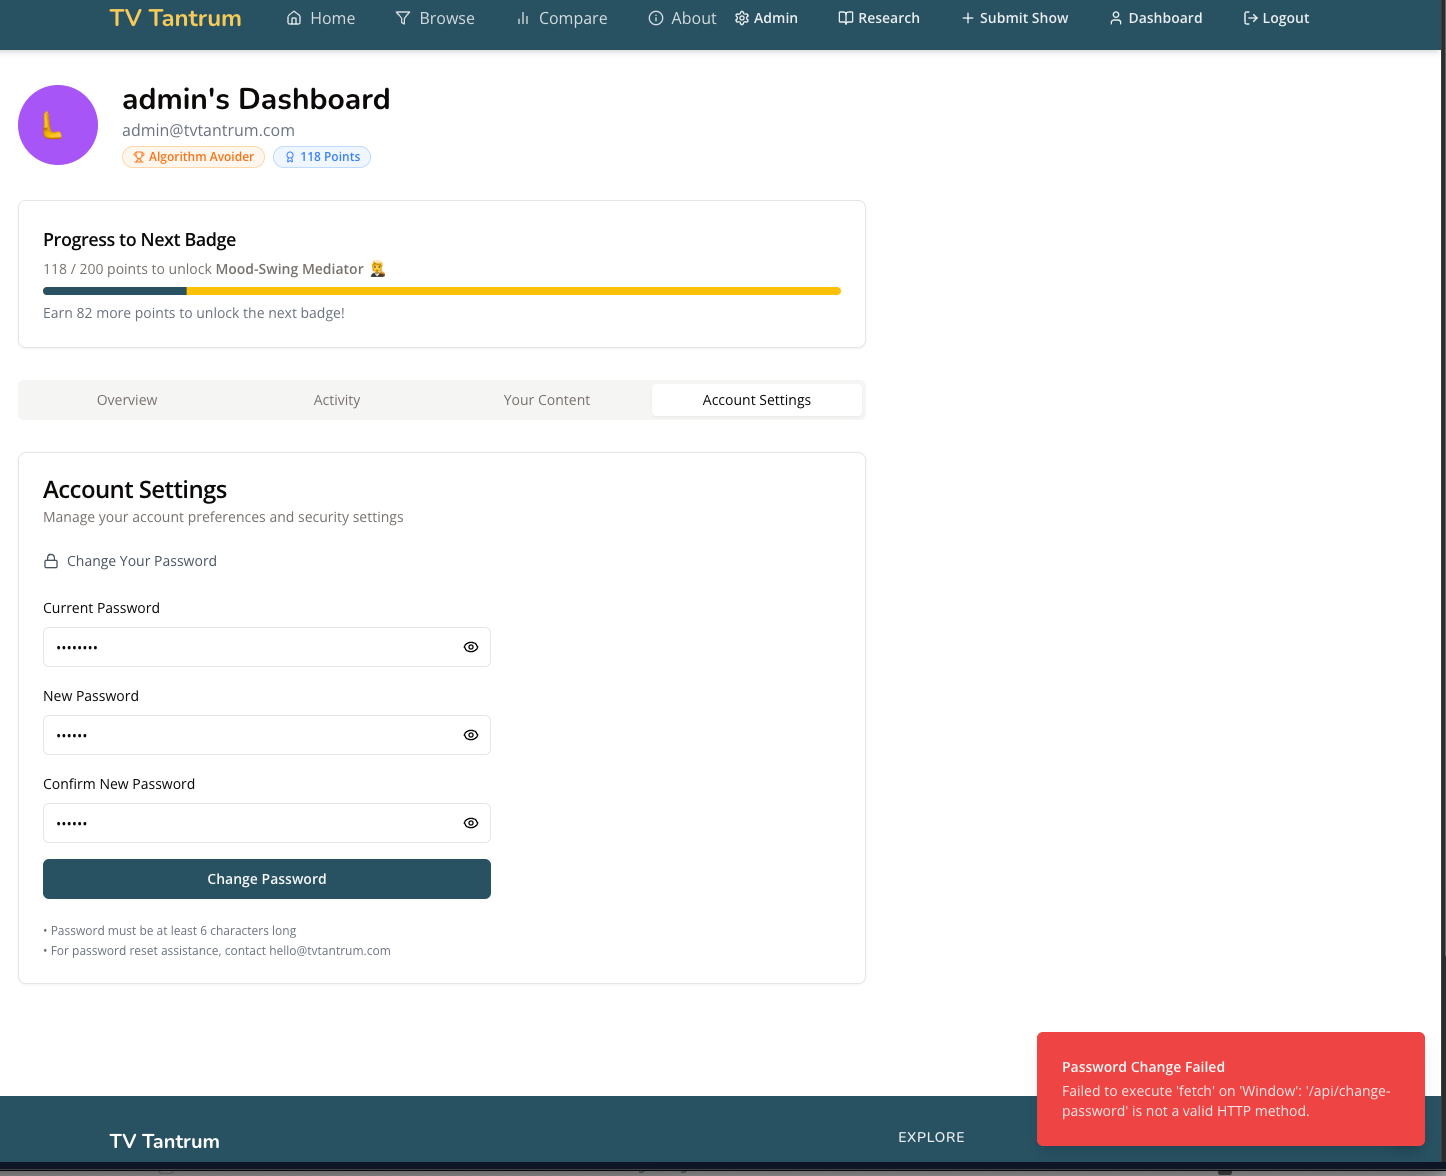 TV Tantrum Home Browse Compare About Admin Research Submit Show Dashboard Logout
admin's Dashboard
admin@tvtantrum.com
Algorithm Avoider 118 Points
Progress to Next Badge
118 / 200 points to unlock Mood-Swing Mediator
Earn 82 more points to unlock the next badge!
Overview Activity Your Content Account Settings
Account Settings
Manage your account preferences and security settings
Change Your Password
Current Password
••••••••
New Password
••••••
Confirm New Password
••••••
Change Password
• Password must be at least 6 characters long
• For password reset assistance, contact hello@tvtantrum.com
Password Change Failed
Failed to execute 'fetch' on 'Window': '/api/change-
password' is not a valid HTTP method.
TV Tantrum EXPLORE